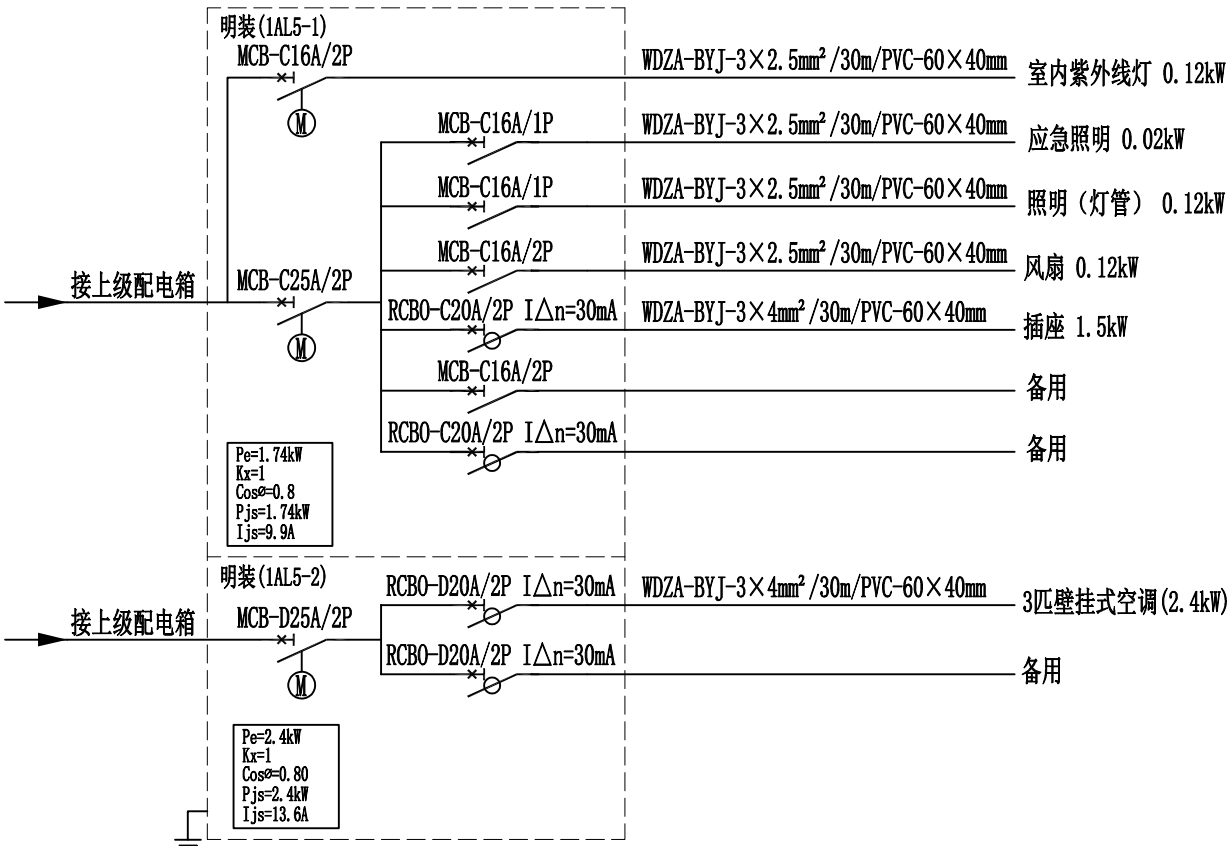 明装(1AL5-1)
MCB-C16A/2P
M
WDZA-BYJ-3×2.5mm²/30m/PVC-60×40mm
室内紫外线灯 0.12kW
MCB-C16A/1P
WDZA-BYJ-3×2.5mm²/30m/PVC-60×40mm
应急照明 0.02kW
MCB-C16A/1P
WDZA-BYJ-3×2.5mm²/30m/PVC-60×40mm
照明（灯管） 0.12kW
MCB-C16A/2P
WDZA-BYJ-3×2.5mm²/30m/PVC-60×40mm
风扇 0.12kW
接上级配电箱
MCB-C25A/2P
M
RCBO-C20A/2P I△n=30mA
WDZA-BYJ-3×4mm²/30m/PVC-60×40mm
插座 1.5kW
MCB-C16A/2P
备用
RCBO-C20A/2P I△n=30mA
备用
Pe=1.74kW
Kx=1
Cosø=0.8
Pjs=1.74kW
Ijs=9.9A
明装(1AL5-2)
RCBO-D20A/2P I△n=30mA
WDZA-BYJ-3×4mm²/30m/PVC-60×40mm
3匹壁挂式空调(2.4kW)
接上级配电箱
MCB-D25A/2P
M
RCBO-D20A/2P I△n=30mA
备用
Pe=2.4kW
Kx=1
Cosø=0.80
Pjs=2.4kW
Ijs=13.6A